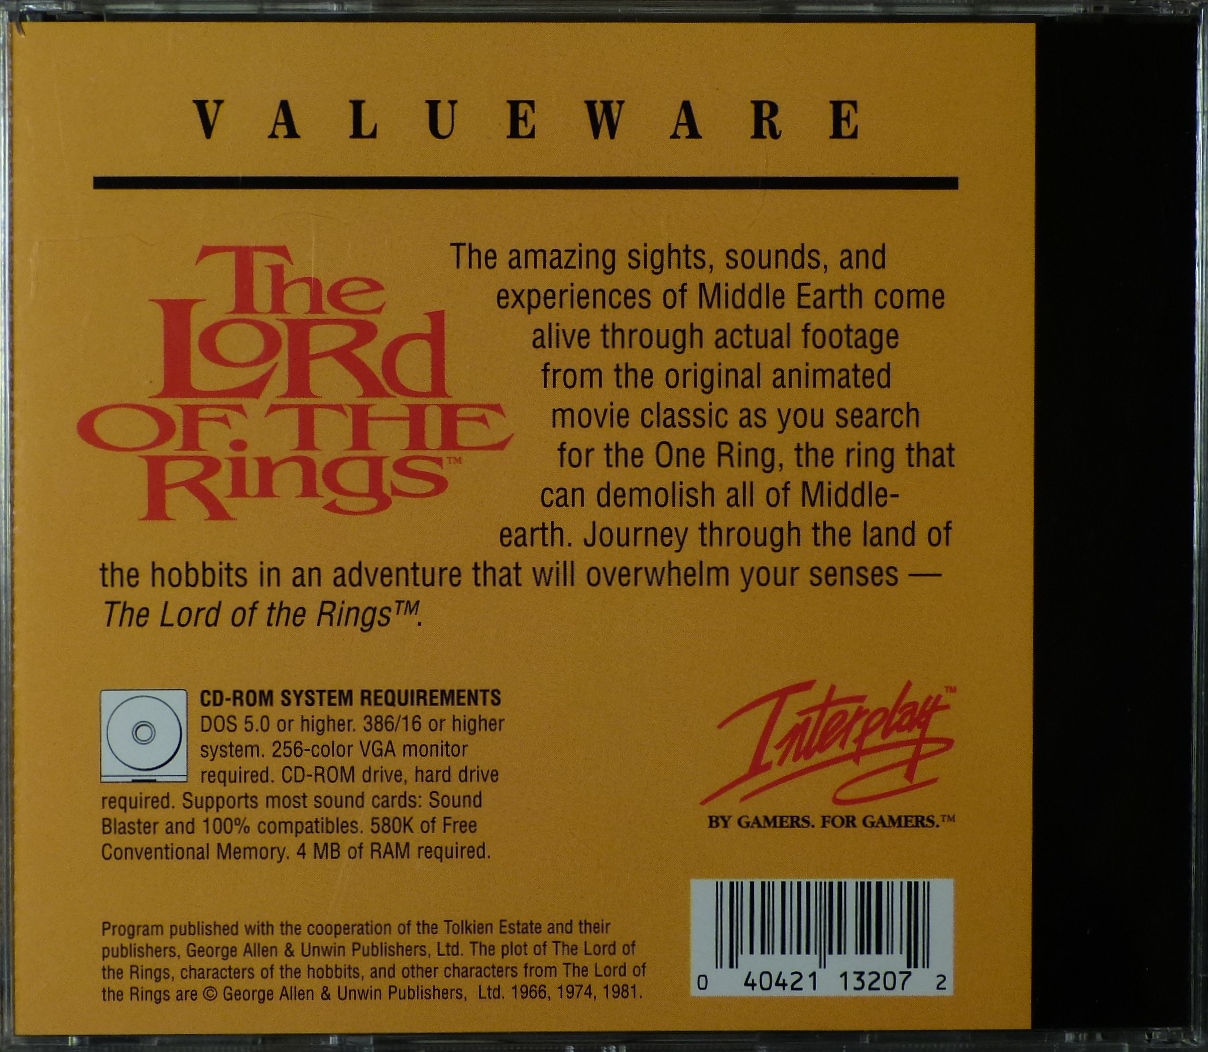 VALUEWARE
The
LORd
OF THE
Rings™
The amazing sights, sounds, and
experiences of Middle Earth come
alive through actual footage
from the original animated
movie classic as you search
for the One Ring, the ring that
can demolish all of Middle-
earth. Journey through the land of
the hobbits in an adventure that will overwhelm your senses —
The Lord of the Rings™.
CD-ROM SYSTEM REQUIREMENTS
DOS 5.0 or higher. 386/16 or higher
system. 256-color VGA monitor
required. CD-ROM drive, hard drive
required. Supports most sound cards: Sound
Blaster and 100% compatibles. 580K of Free
Conventional Memory. 4 MB of RAM required.
Interplay™
BY GAMERS. FOR GAMERS.™
Program published with the cooperation of the Tolkien Estate and their
publishers, George Allen & Unwin Publishers, Ltd. The plot of The Lord of
the Rings, characters of the hobbits, and other characters from The Lord of
the Rings are © George Allen & Unwin Publishers, Ltd. 1966, 1974, 1981.
0 40421 13207 2